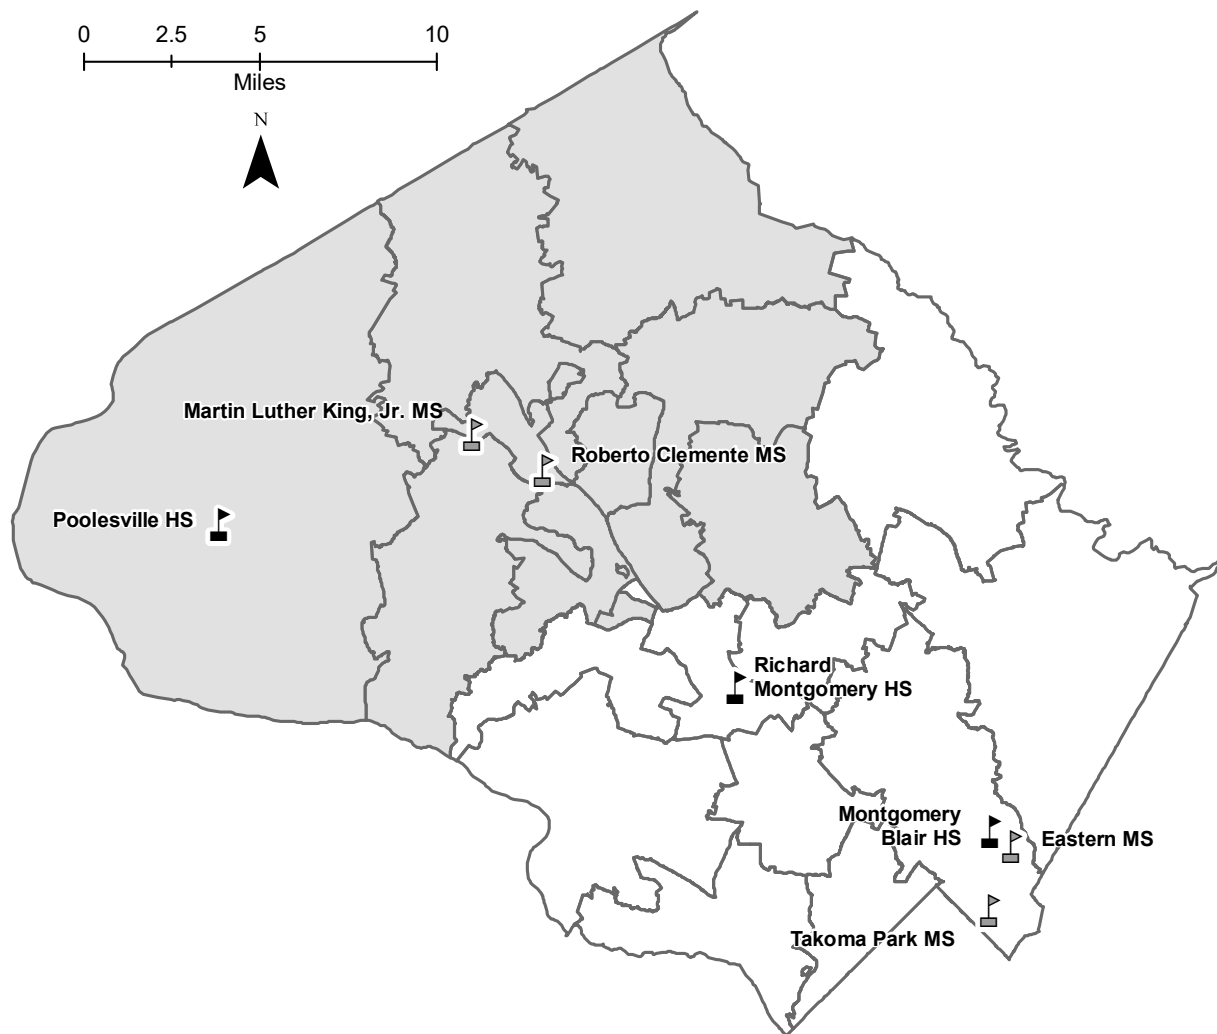 0 2.5 5 10
Miles
N
Martin Luther King, Jr. MS
Roberto Clemente MS
Poolesville HS
Richard
Montgomery HS
Montgomery
Blair HS
Eastern MS
Takoma Park MS